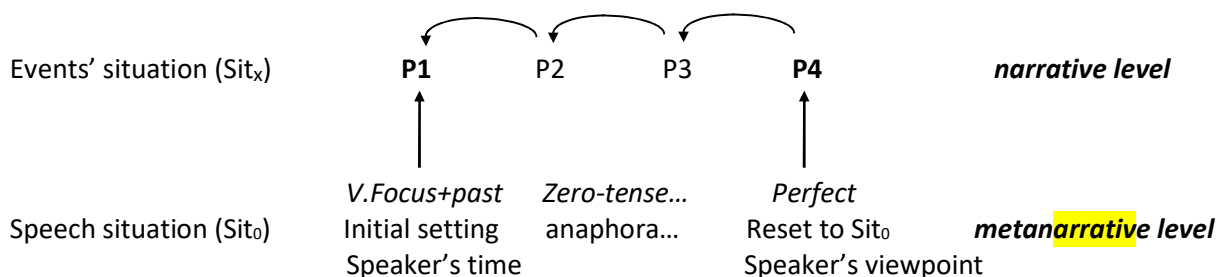 Events’ situation (Sitx) P1 P2 P3 P4 narrative level
V.Focus+past Zero-tense… Perfect
Speech situation (Sit0) Initial setting anaphora… Reset to Sit0 metanarrative level
Speaker’s time Speaker’s viewpoint